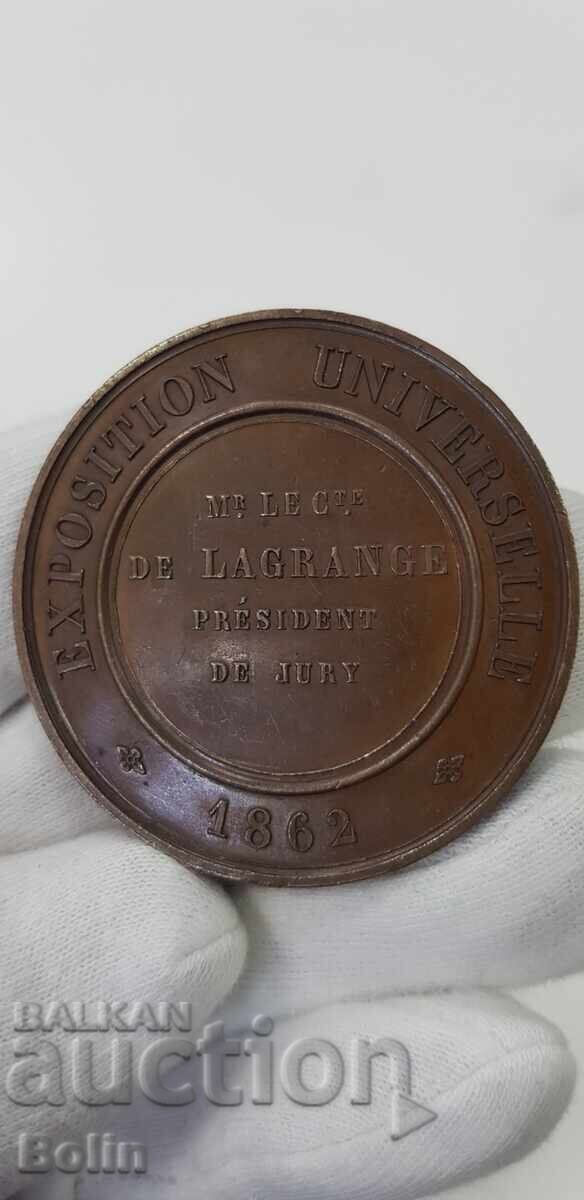 EXPOSITION UNIVERSELLE
MR. LE CTE
DE LAGRANGE
PRÉSIDENT
DE JURY
1862
BALKAN
auction
Bolin